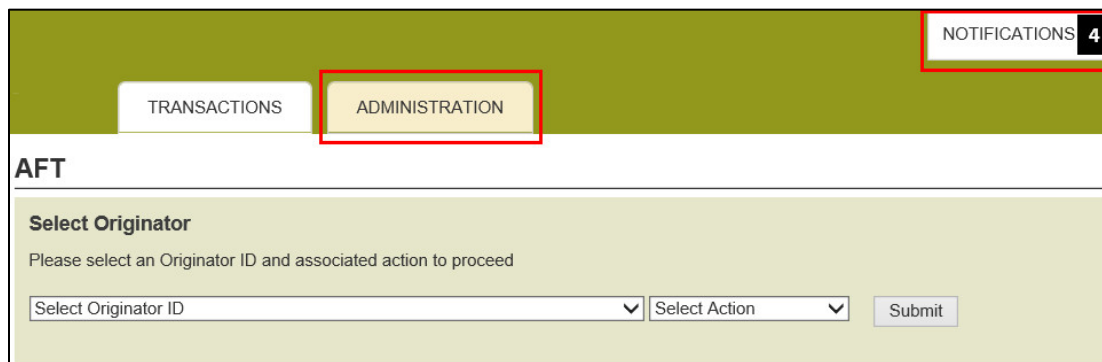 NOTIFICATIONS 4
TRANSACTIONS ADMINISTRATION
AFT
Select Originator
Please select an Originator ID and associated action to proceed
Select Originator ID Select Action Submit